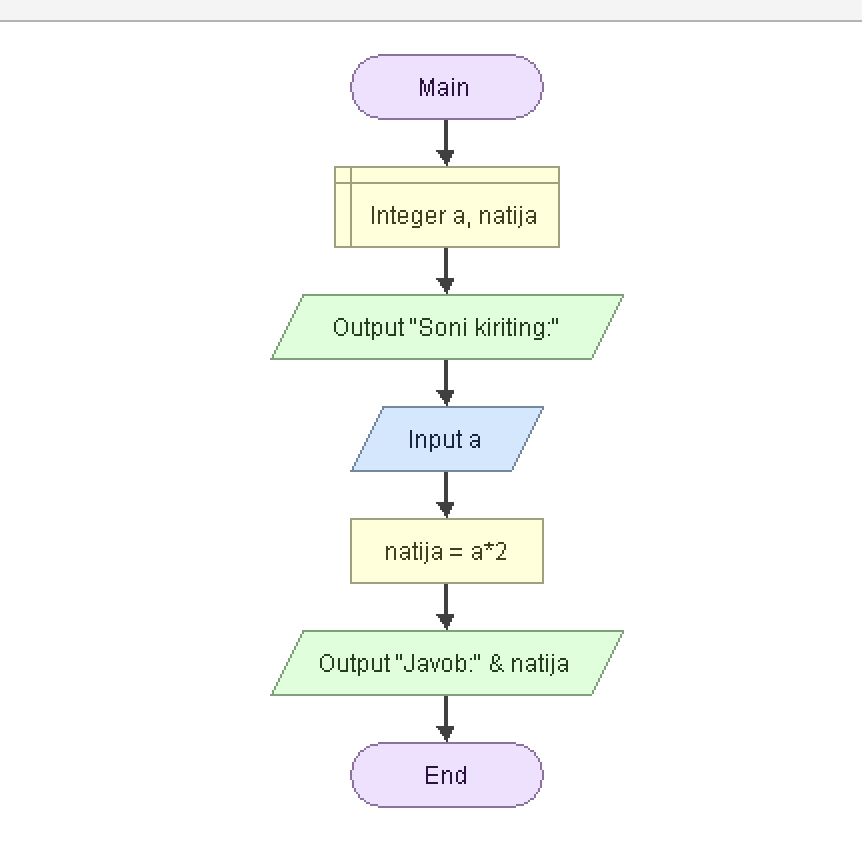 Main
Integer a, natija
Output "Soni kiriting:"
Input a
natija = a*2
Output "Javob:" & natija
End